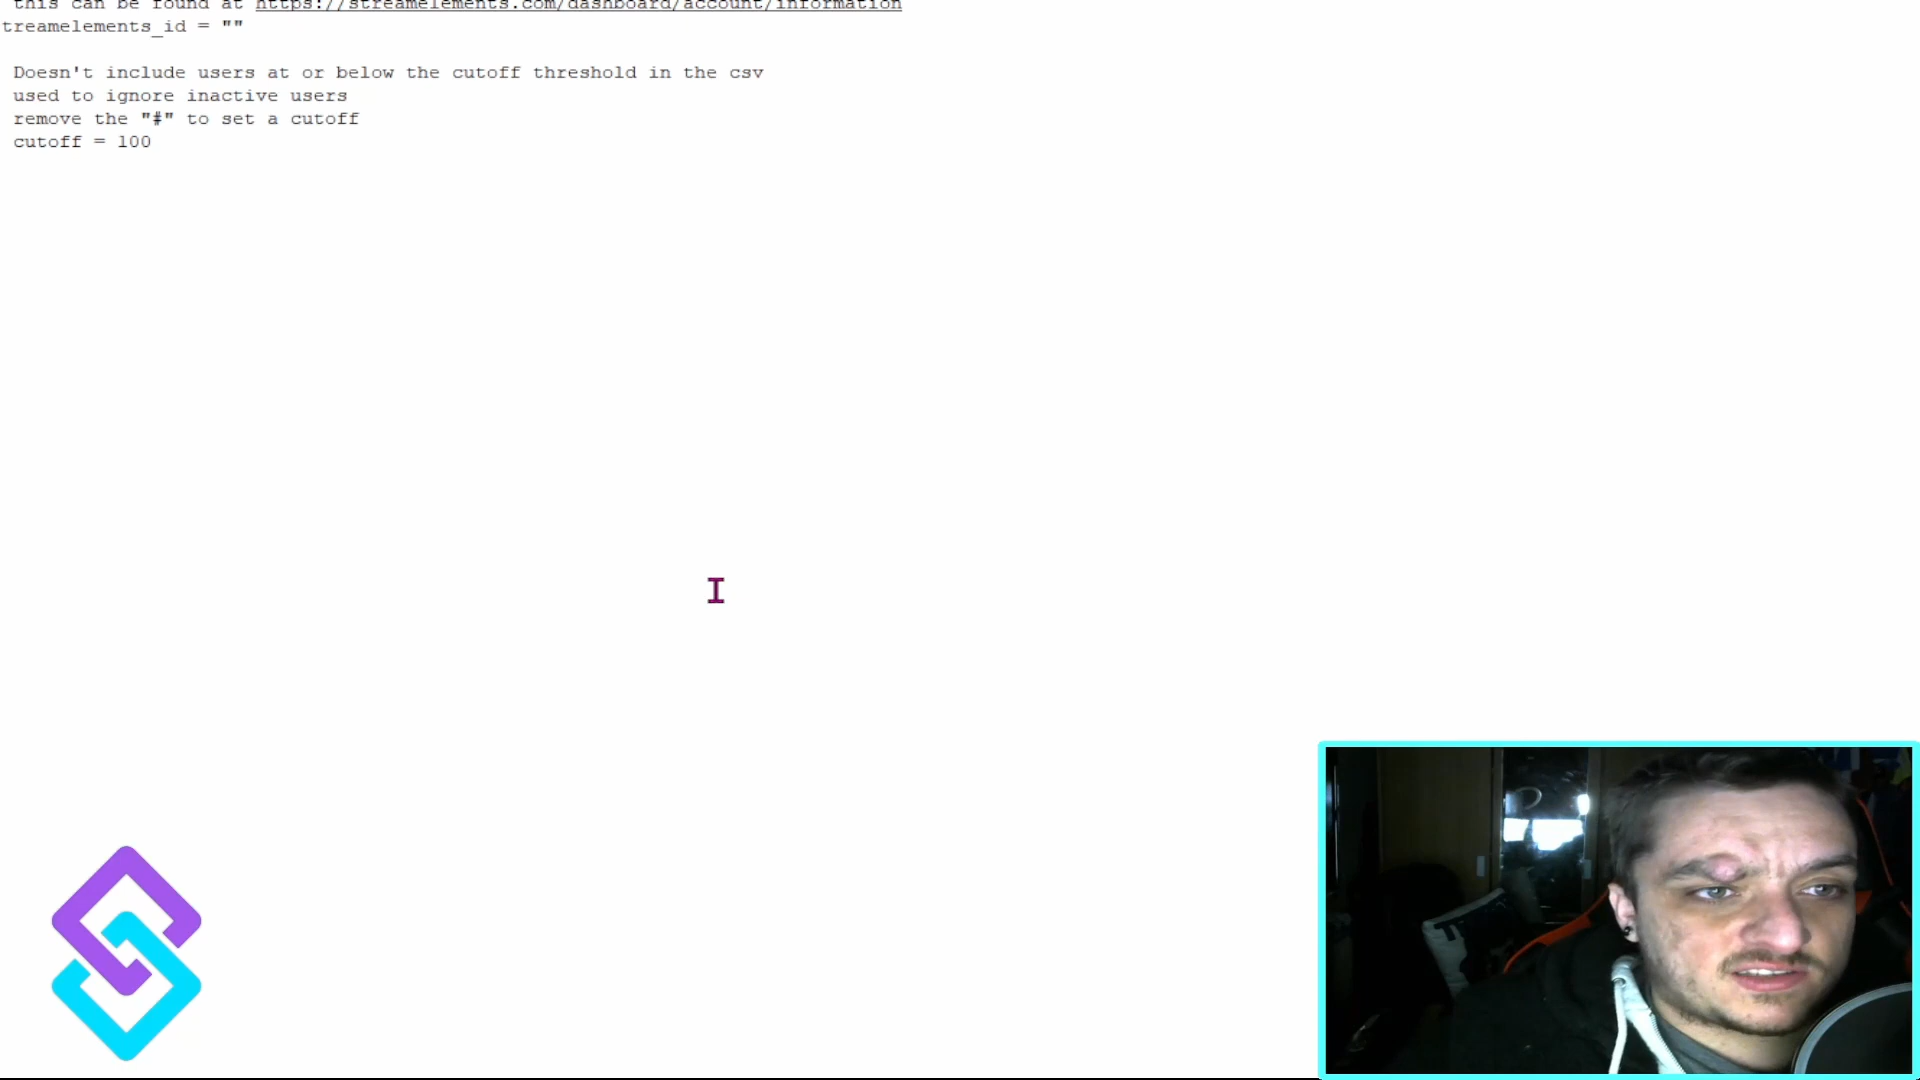 this can be found at https://streamelements.com/dashboard/account/information
treamelements_id = ""
Doesn't include users at or below the cutoff threshold in the csv
used to ignore inactive users
remove the "#" to set a cutoff
cutoff = 100